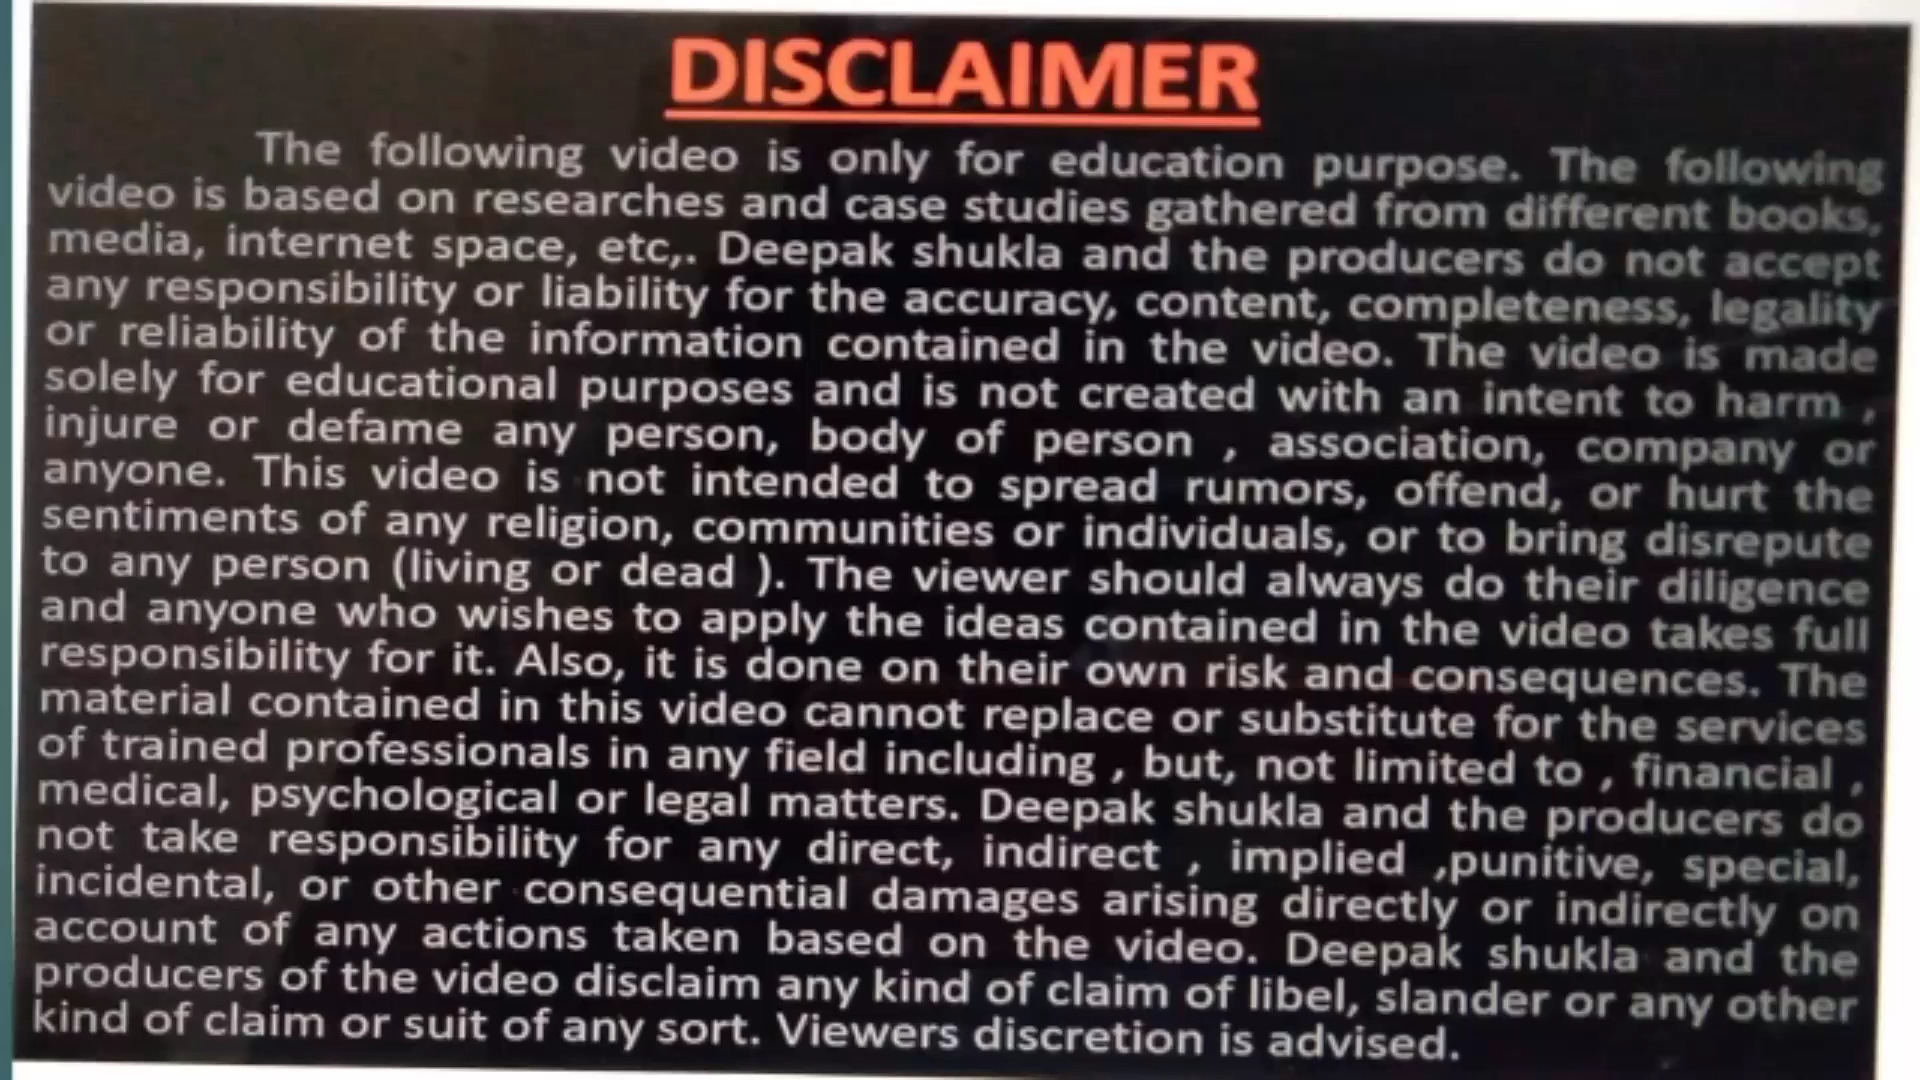 DISCLAIMER
The following video is only for education purpose. The following
video is based on researches and case studies gathered from different books,
media, internet space, etc,. Deepak shukla and the producers do not accept
any responsibility or liability for the accuracy, content, completeness, legality
or reliability of the information contained in the video. The video is made
solely for educational purposes and is not created with an intent to harm ,
injure or defame any person, body of person , association, company or
anyone. This video is not intended to spread rumors, offend, or hurt the
sentiments of any religion, communities or individuals, or to bring disrepute
to any person (living or dead ). The viewer should always do their diligence
and anyone who wishes to apply the ideas contained in the video takes full
responsibility for it. Also, it is done on their own risk and consequences. The
material contained in this video cannot replace or substitute for the services
of trained professionals in any field including , but, not limited to , financial ,
medical, psychological or legal matters. Deepak shukla and the producers do
not take responsibility for any direct, indirect , implied ,punitive, special,
incidental, or other consequential damages arising directly or indirectly on
account of any actions taken based on the video. Deepak shukla and the
producers of the video disclaim any kind of claim of libel, slander or any other
kind of claim or suit of any sort. Viewers discretion is advised.